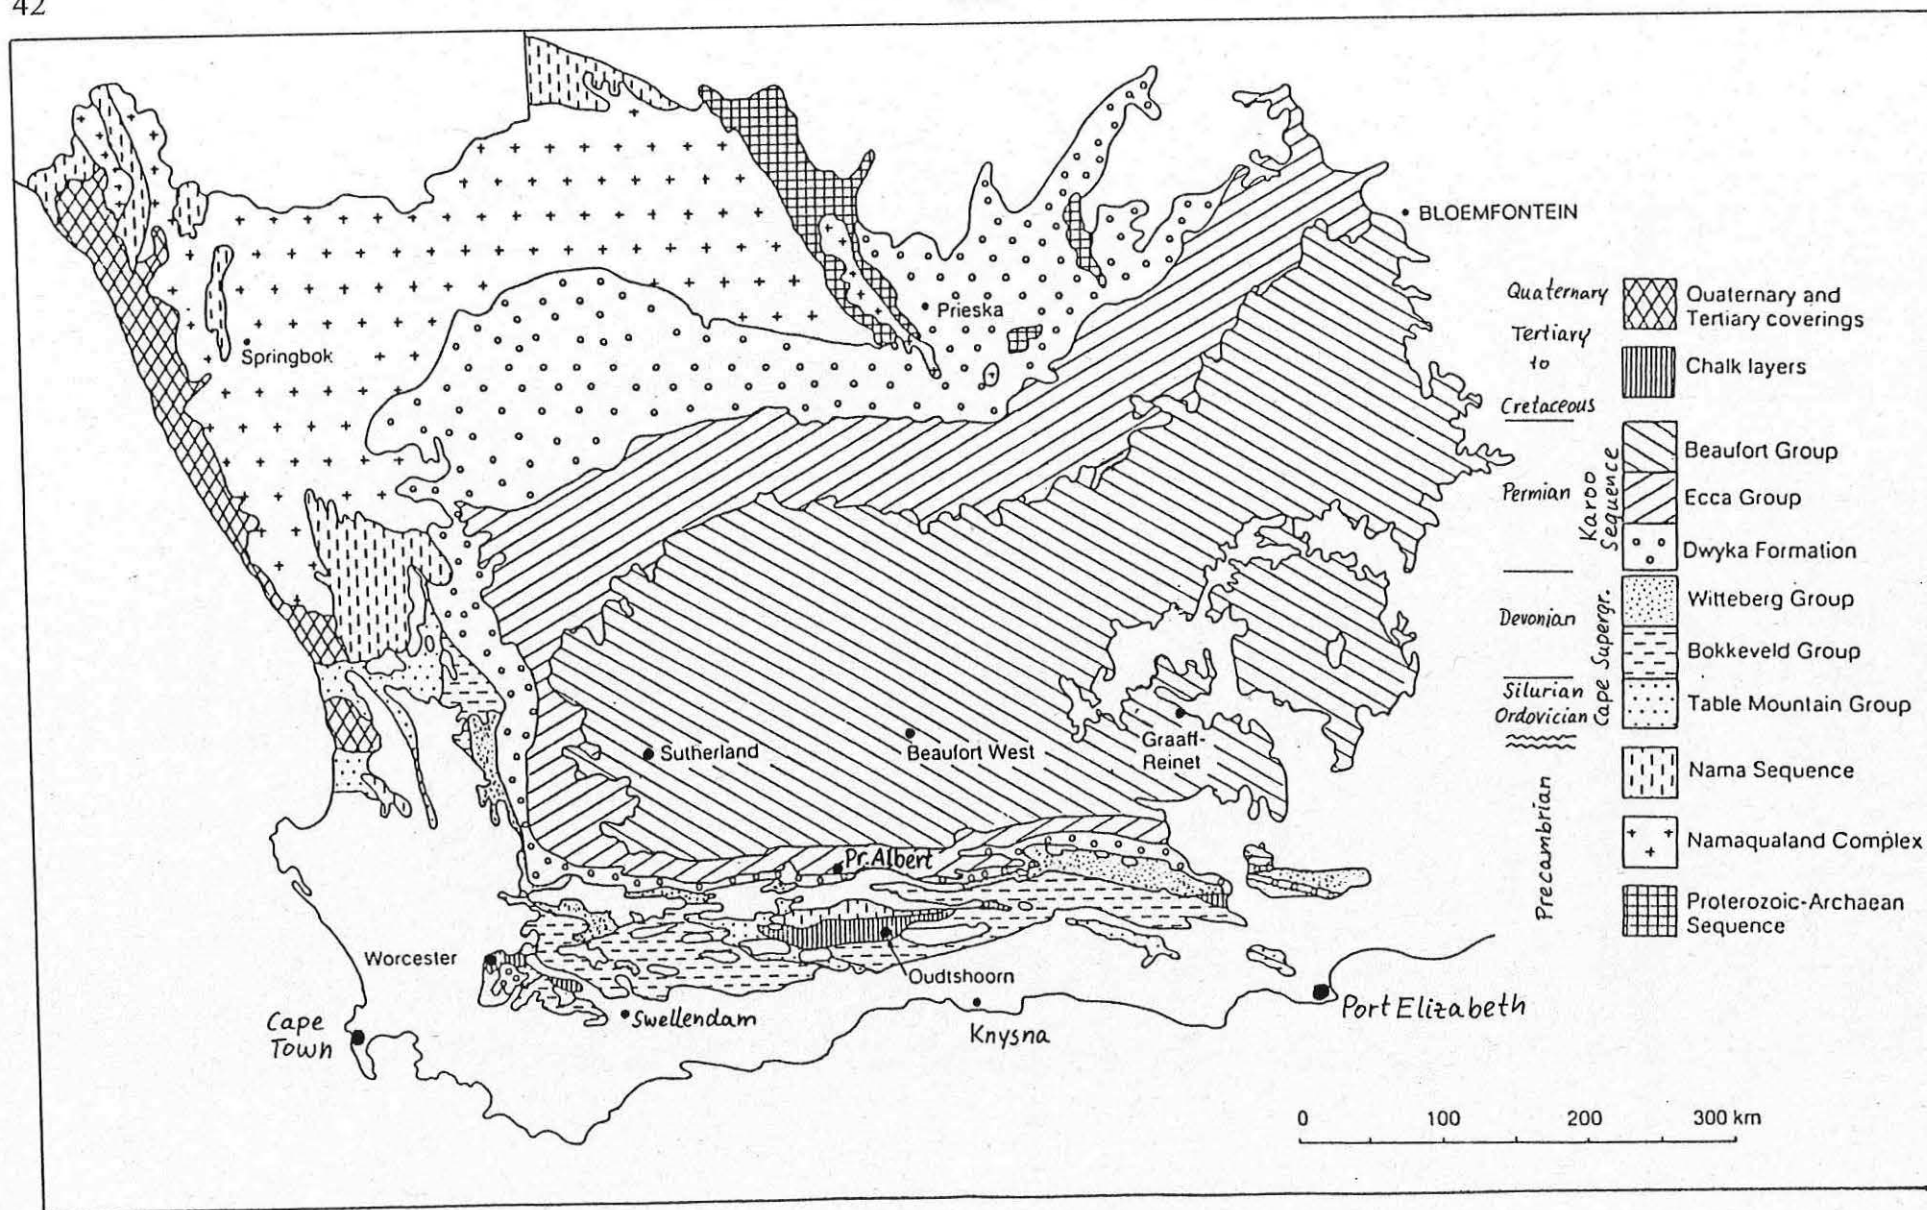 42
BLOEMFONTEIN
Prieska
Springbok
Sutherland
Beaufort West
Graaff-
Reinet
Pr. Albert
Worcester
Oudtshoorn
Swellendam
Knysna
Cape
Town
Port Elizabeth
Quaternary
Tertiary
to
Cretaceous
Permian
Devonian
Silurian
Ordovician
Precambrian
Karoo
Sequence
Cape Supergr.
Quaternary and
Tertiary coverings
Chalk layers
Beaufort Group
Ecca Group
Dwyka Formation
Witteberg Group
Bokkeveld Group
Table Mountain Group
Nama Sequence
Namaqualand Complex
Proterozoic-Archaean
Sequence
0 100 200 300 km